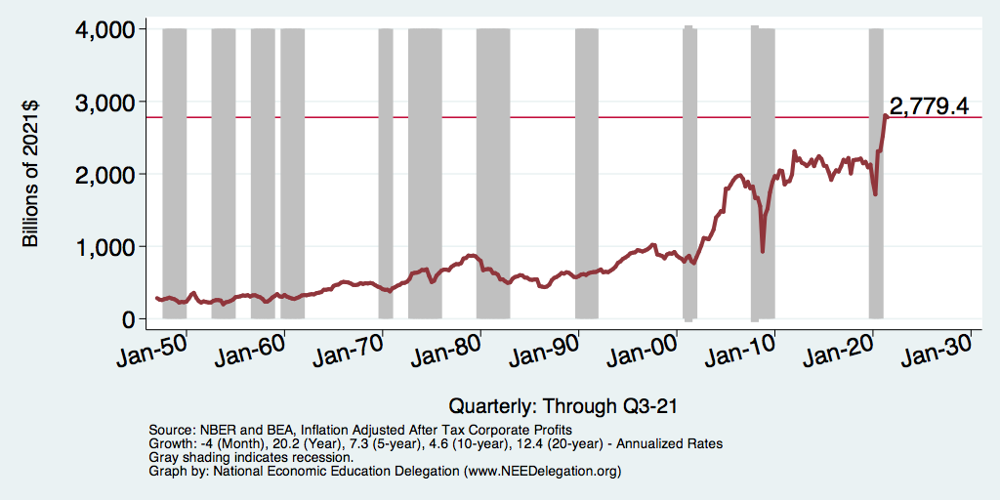 4,000
3,000
2,000
1,000
0
Billions of 2021$
2,779.4
Jan-50 Jan-60 Jan-70 Jan-80 Jan-90 Jan-00 Jan-10 Jan-20 Jan-30
Quarterly: Through Q3-21
Source: NBER and BEA, Inflation Adjusted After Tax Corporate Profits
Growth: -4 (Month), 20.2 (Year), 7.3 (5-year), 4.6 (10-year), 12.4 (20-year) - Annualized Rates
Gray shading indicates recession.
Graph by: National Economic Education Delegation (www.NEEDelegation.org)